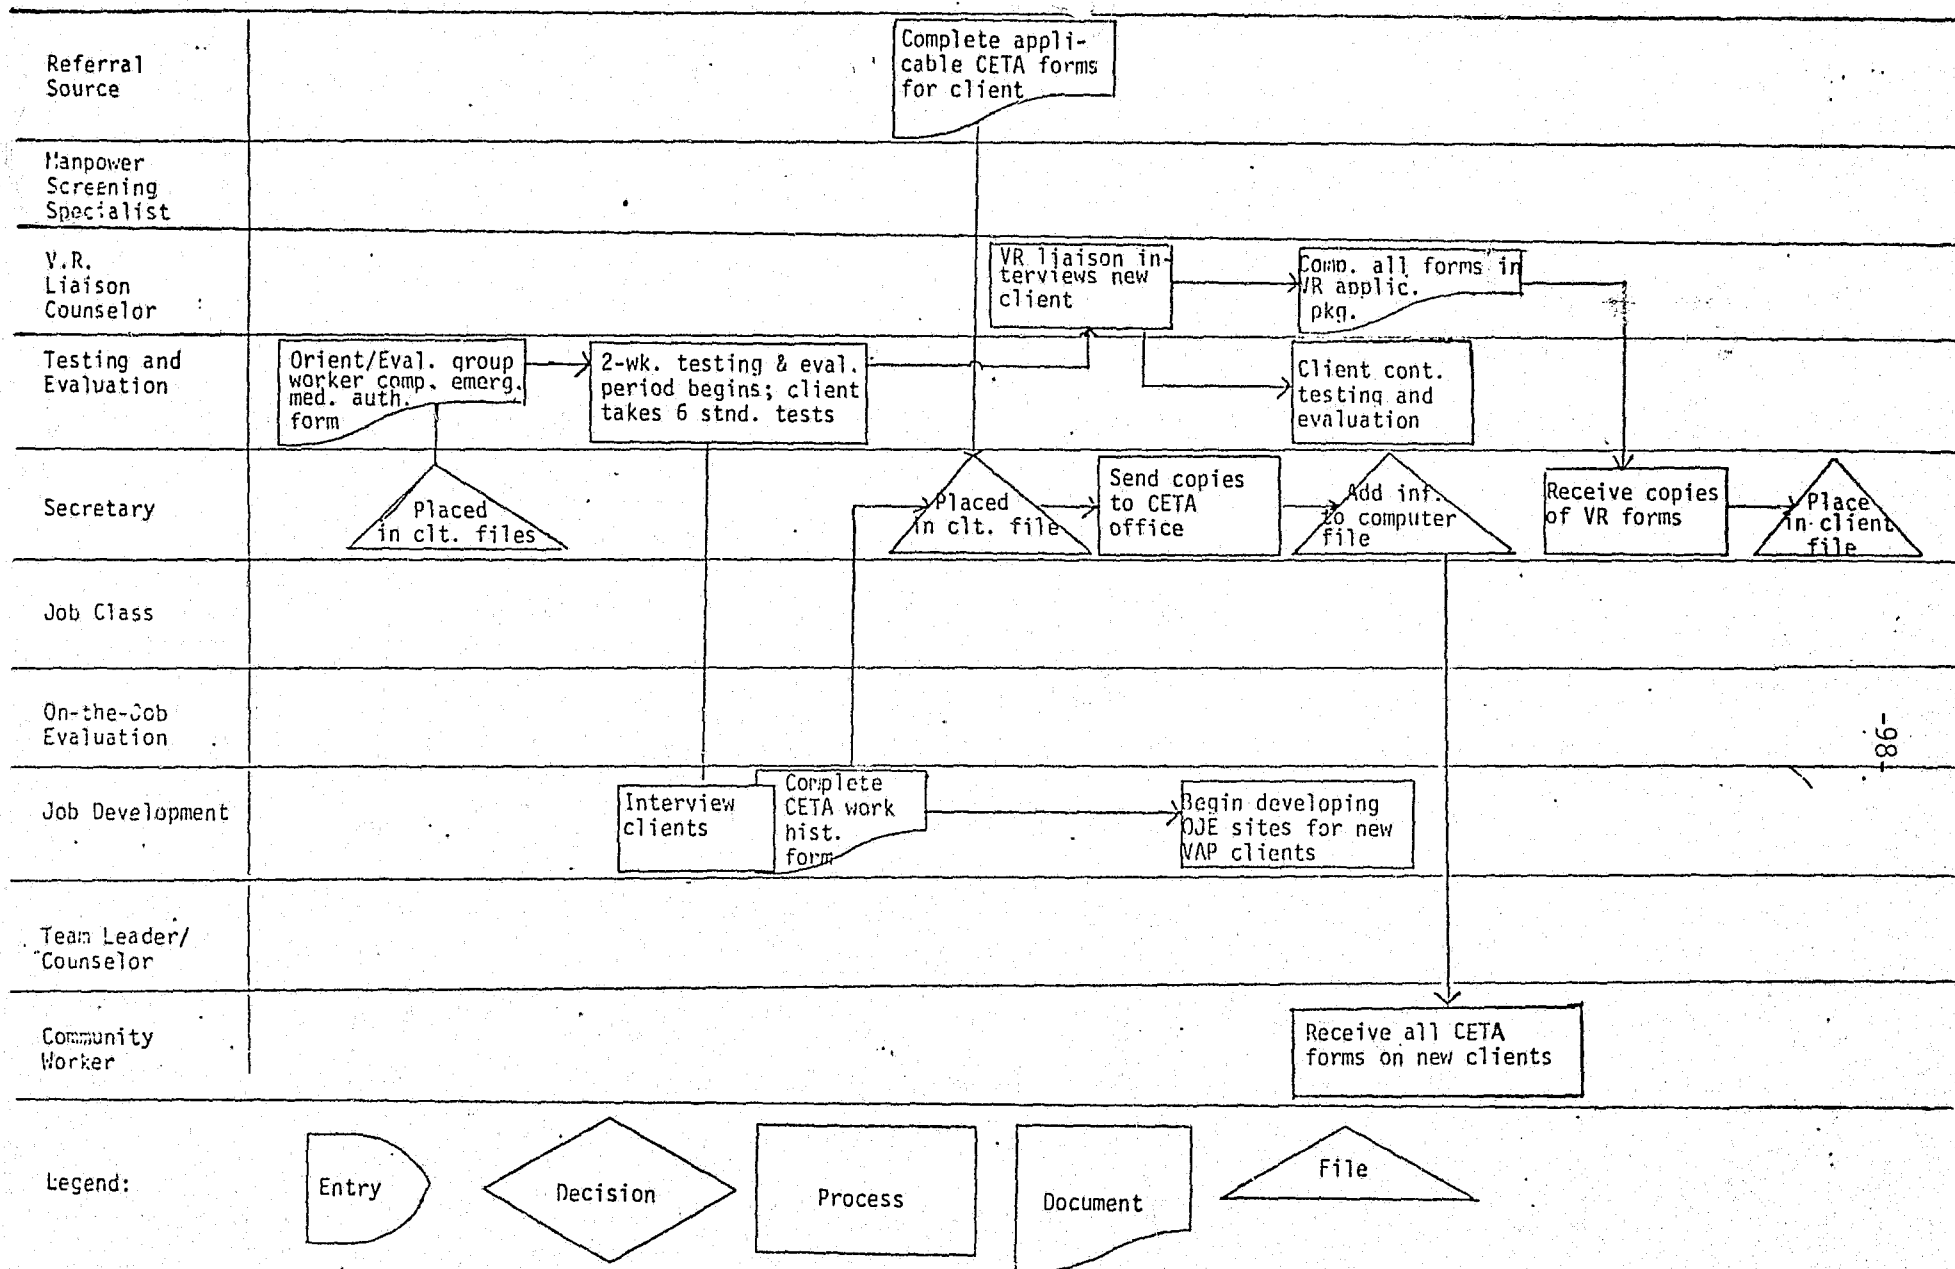 Referral
Source
Complete appli-
cable CETA forms
for client
Manpower
Screening
Specialist
V.R.
Liaison
Counselor
VR liaison in-
terviews new
client
Comp. all forms in
VR applic.
pkg.
Testing and
Evaluation
Orient/Eval. group
worker comp. emerg.
med. auth.
form
2-wk. testing & eval.
period begins; client
takes 6 stnd. tests
Client cont.
testing and
evaluation
Secretary
Placed
in clt. files
Placed
in clt. file
Send copies
to CETA
office
Add inf.
to computer
file
Receive copies
of VR forms
Place
in client
file
Job Class
On-the-Job
Evaluation
-98-
Job Development
Interview
clients
Complete
CETA work
hist.
form
Begin developing
OJE sites for new
VAP clients
Team Leader/
Counselor
Community
Worker
Receive all CETA
forms on new clients
Legend:
Entry
Decision
Process
Document
File